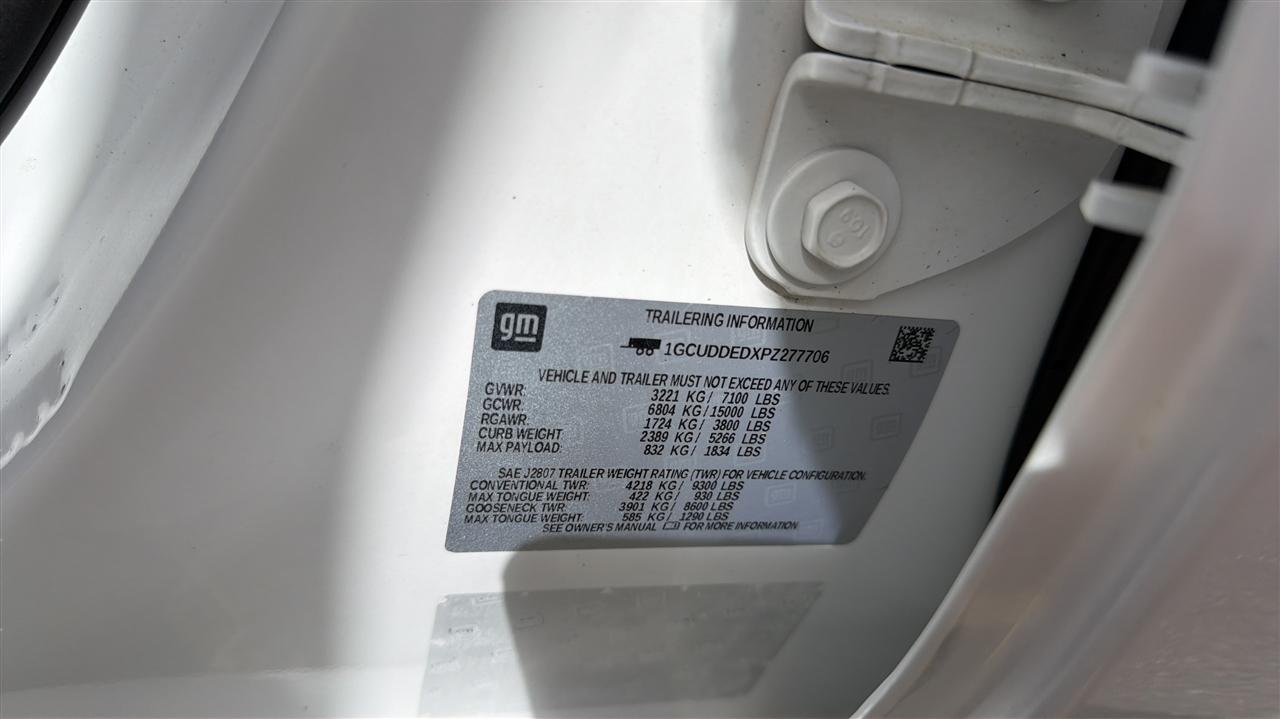 109
gm
TRAILERING INFORMATION
88 1GCUDDEDXPZ277706
VEHICLE AND TRAILER MUST NOT EXCEED ANY OF THESE VALUES.
GVWR: 3221 KG/ 7100 LBS
GCWR: 6804 KG/15000 LBS
RGAWR: 1724 KG/ 3800 LBS
CURB WEIGHT: 2389 KG/ 5266 LBS
MAX PAYLOAD: 832 KG/ 1834 LBS
SAE J2807 TRAILER WEIGHT RATING (TWR) FOR VEHICLE CONFIGURATION.
CONVENTIONAL TWR: 4218 KG/ 9300 LBS
MAX TONGUE WEIGHT: 422 KG/ 930 LBS
GOOSENECK TWR: 3901 KG/ 8600 LBS
MAX TONGUE WEIGHT: 585 KG/ 1290 LBS
SEE OWNER'S MANUAL FOR MORE INFORMATION